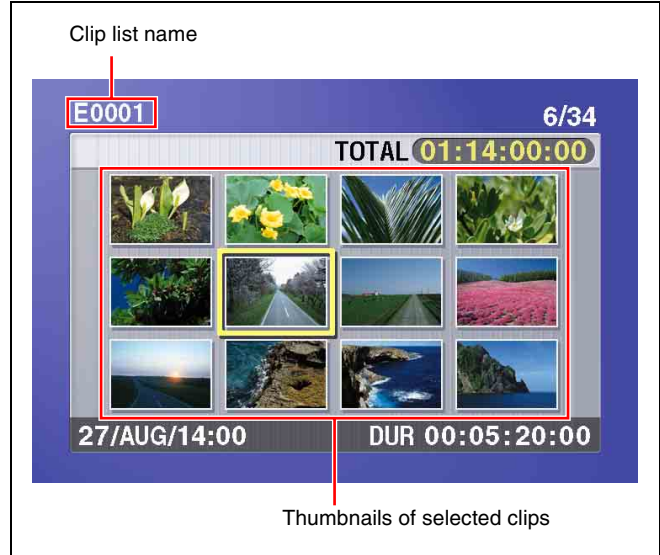 Clip list name
E0001
6/34
TOTAL 01:14:00:00
27/AUG/14:00
DUR 00:05:20:00
Thumbnails of selected clips